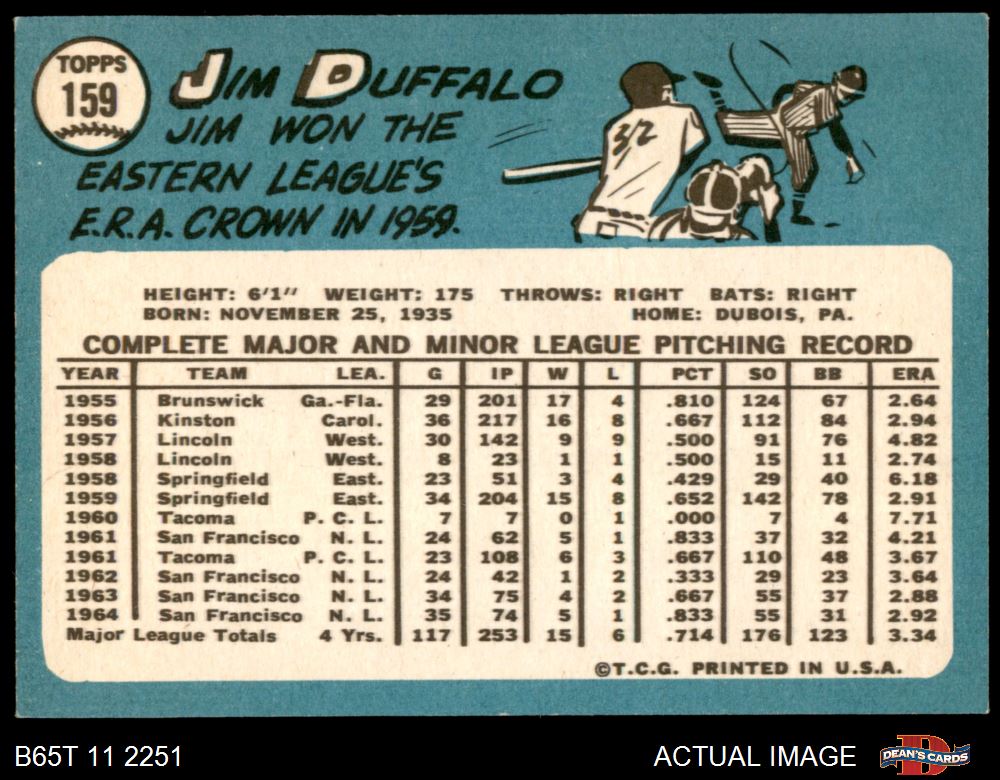 TOPPS
159
JIM DUFFALO
JIM WON THE
EASTERN LEAGUE'S
E.R.A. CROWN IN 1959.
32
HEIGHT: 6'1" WEIGHT: 175 THROWS: RIGHT BATS: RIGHT
BORN: NOVEMBER 25, 1935 HOME: DUBOIS, PA.
COMPLETE MAJOR AND MINOR LEAGUE PITCHING RECORD
YEAR TEAM LEA. G IP W L PCT SO BB ERA
1955 Brunswick Ga.-Fla. 29 201 17 4 .810 124 67 2.64
1956 Kinston Carol. 36 217 16 8 .667 112 84 2.94
1957 Lincoln West. 30 142 9 9 .500 91 76 4.82
1958 Lincoln West. 8 23 1 1 .500 15 11 2.74
1958 Springfield East. 23 51 3 4 .429 29 40 6.18
1959 Springfield East. 34 204 15 8 .652 142 78 2.91
1960 Tacoma P. C. L. 7 7 0 1 .000 7 4 7.71
1961 San Francisco N. L. 24 62 5 1 .833 37 32 4.21
1961 Tacoma P. C. L. 23 108 6 3 .667 110 48 3.67
1962 San Francisco N. L. 24 42 1 2 .333 29 23 3.64
1963 San Francisco N. L. 34 75 4 2 .667 55 37 2.88
1964 San Francisco N. L. 35 74 5 1 .833 55 31 2.92
Major League Totals 4 Yrs. 117 253 15 6 .714 176 123 3.34
©T.C.G. PRINTED IN U.S.A.
B65T 11 2251 ACTUAL IMAGE
D
DEAN'S CARDS